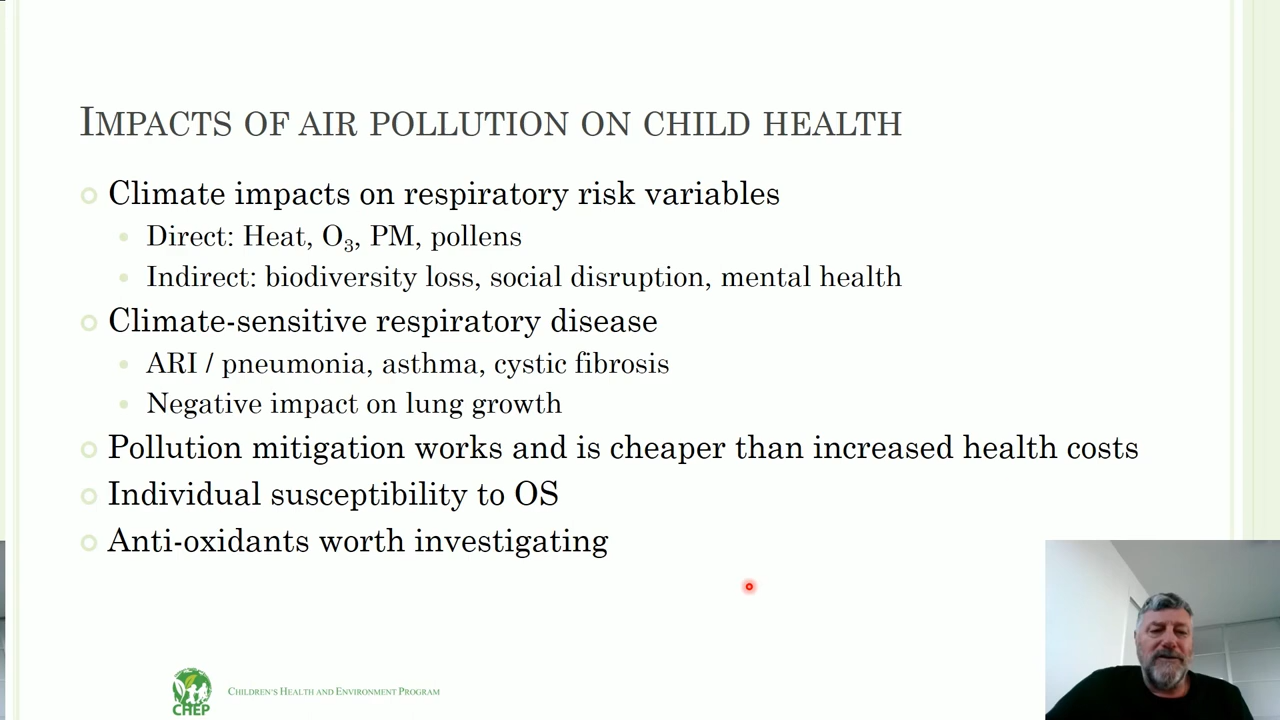 IMPACTS OF AIR POLLUTION ON CHILD HEALTH
Climate impacts on respiratory risk variables
Direct: Heat, O₃, PM, pollens
Indirect: biodiversity loss, social disruption, mental health
Climate-sensitive respiratory disease
ARI / pneumonia, asthma, cystic fibrosis
Negative impact on lung growth
Pollution mitigation works and is cheaper than increased health costs
Individual susceptibility to OS
Anti-oxidants worth investigating
CHEP
CHILDREN'S HEALTH AND ENVIRONMENT PROGRAM